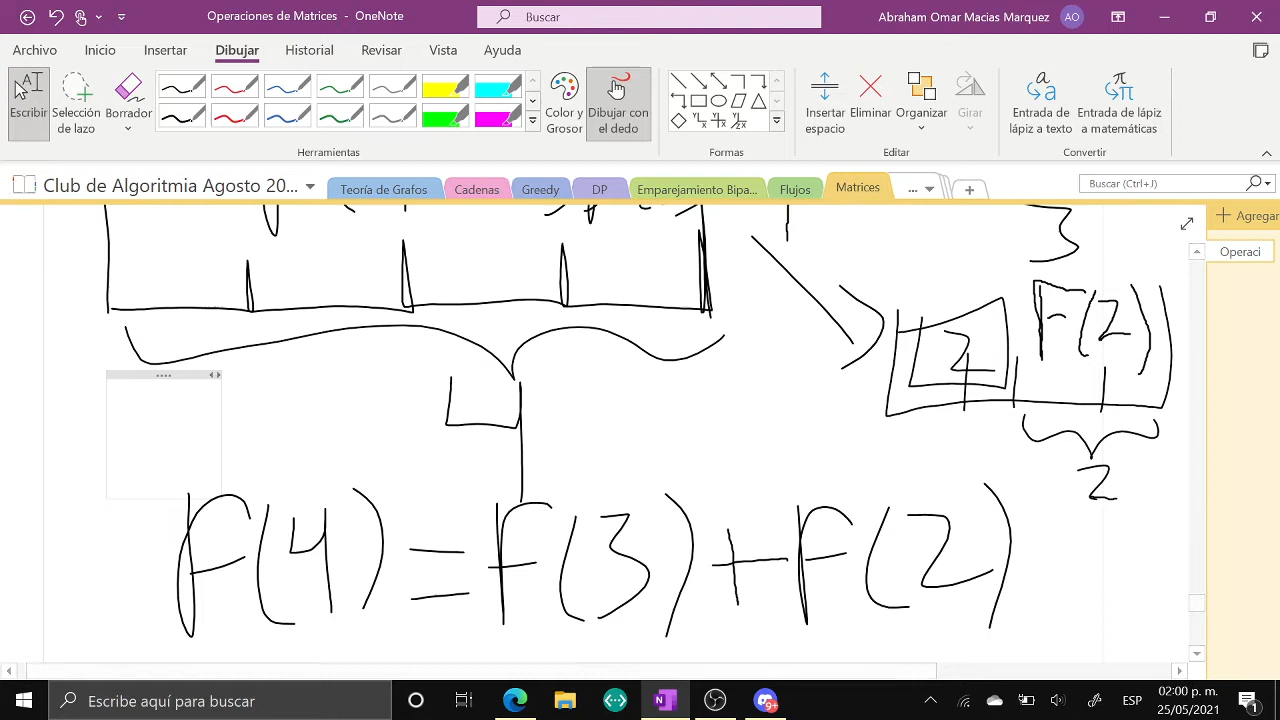 Operaciones de Matrices - OneNote
Buscar
Abraham Omar Macias Marquez
AO
Archivo
Inicio
Insertar
Dibujar
Historial
Revisar
Vista
Ayuda
Escribir
Selección de lazo
Borrador
Color y Grosor
Dibujar con el dedo
Insertar espacio
Eliminar
Organizar
Girar
Entrada de lápiz a texto
Entrada de lápiz a matemáticas
Herramientas
Formas
Editar
Convertir
Club de Algoritmia Agosto 20...
Teoría de Grafos
Cadenas
Greedy
DP
Emparejamiento Bipa...
Flujos
Matrices
...
Buscar (Ctrl+J)
Agregar
Operaci
3
2
F(2)
4
2
F(4) = F(3) + F(2)
Escribe aquí para buscar
9+
ESP
02:00 p. m.
25/05/2021
1